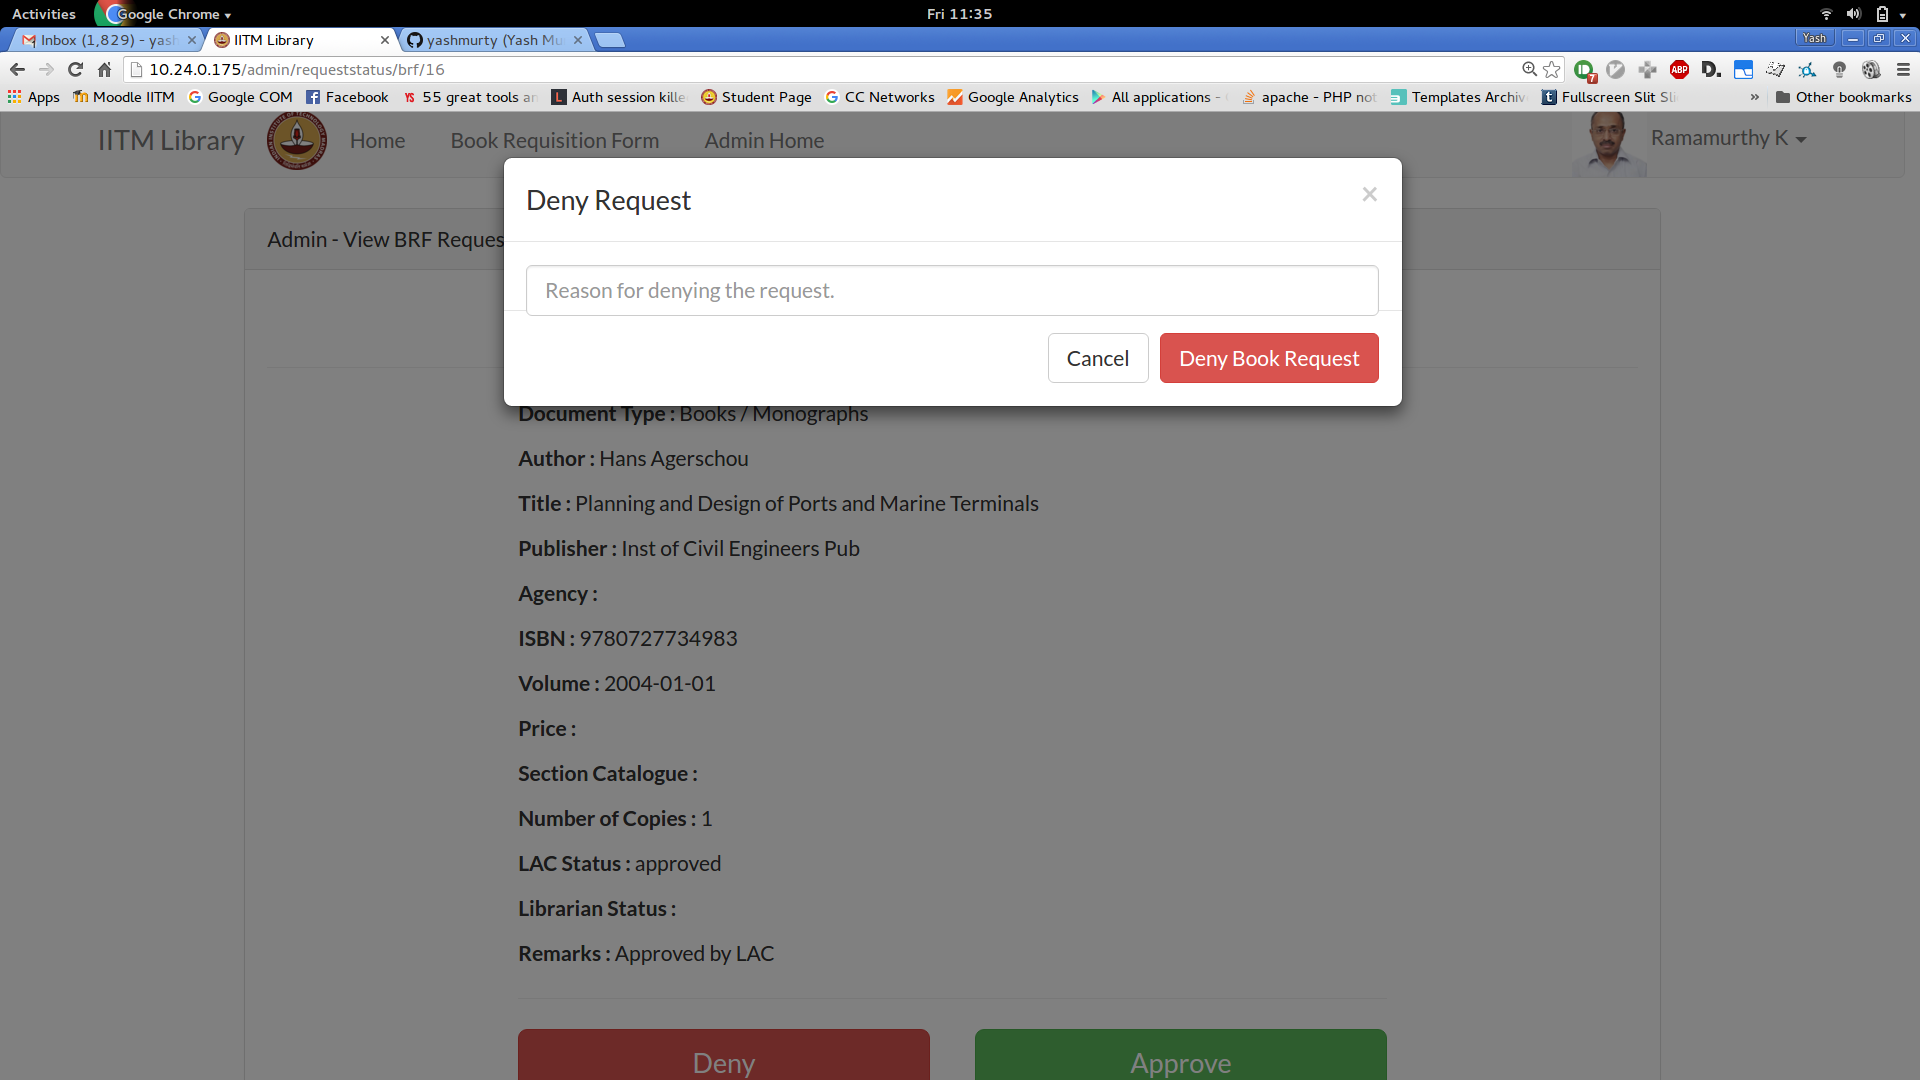 Activities Google Chrome Fri 11:35
Inbox (1,829) - yash IITM Library yashmurty (Yash Mu Yash
10.24.0.175/admin/requeststatus/brf/16 7 ABP D.
Apps Moodle IITM Google COM Facebook YS 55 great tools an L Auth session kille Student Page CC Networks Google Analytics All applications - apache - PHP not Templates Archiv t Fullscreen Slit Sli » Other bookmarks
IITM Library Home Book Requisition Form Admin Home Ramamurthy K
Deny Request ×
Admin - View BRF Reques
Reason for denying the request.
Cancel Deny Book Request
Document Type : Books / Monographs
Author : Hans Agerschou
Title : Planning and Design of Ports and Marine Terminals
Publisher : Inst of Civil Engineers Pub
Agency :
ISBN : 9780727734983
Volume : 2004-01-01
Price :
Section Catalogue :
Number of Copies : 1
LAC Status : approved
Librarian Status :
Remarks : Approved by LAC
Deny Approve